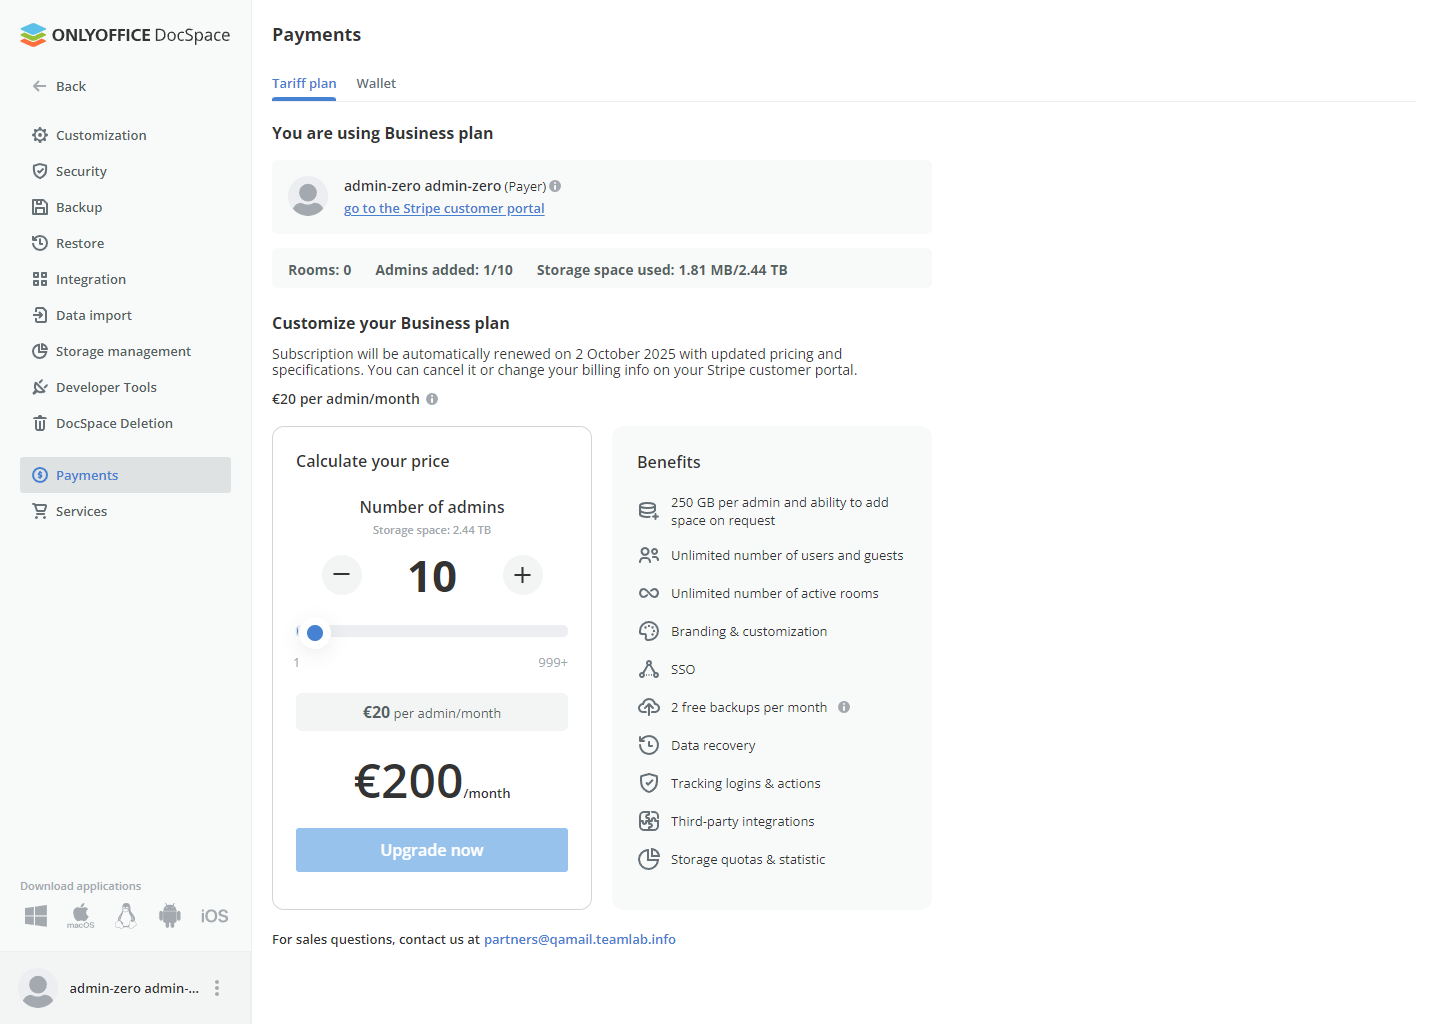 ONLYOFFICE DocSpace
Back
Customization
Security
Backup
Restore
Integration
Data import
Storage management
Developer Tools
DocSpace Deletion
Payments
Services
Download applications
macOS
iOS
admin-zero admin-...
Payments
Tariff plan
Wallet
You are using Business plan
admin-zero admin-zero (Payer)
go to the Stripe customer portal
Rooms: 0 Admins added: 1/10 Storage space used: 1.81 MB/2.44 TB
Customize your Business plan
Subscription will be automatically renewed on 2 October 2025 with updated pricing and
specifications. You can cancel it or change your billing info on your Stripe customer portal.
€20 per admin/month
Calculate your price
Number of admins
Storage space: 2.44 TB
10
1 999+
€20 per admin/month
€200/month
Upgrade now
Benefits
250 GB per admin and ability to add
space on request
Unlimited number of users and guests
Unlimited number of active rooms
Branding & customization
SSO
2 free backups per month
Data recovery
Tracking logins & actions
Third-party integrations
Storage quotas & statistic
For sales questions, contact us at partners@qamail.teamlab.info